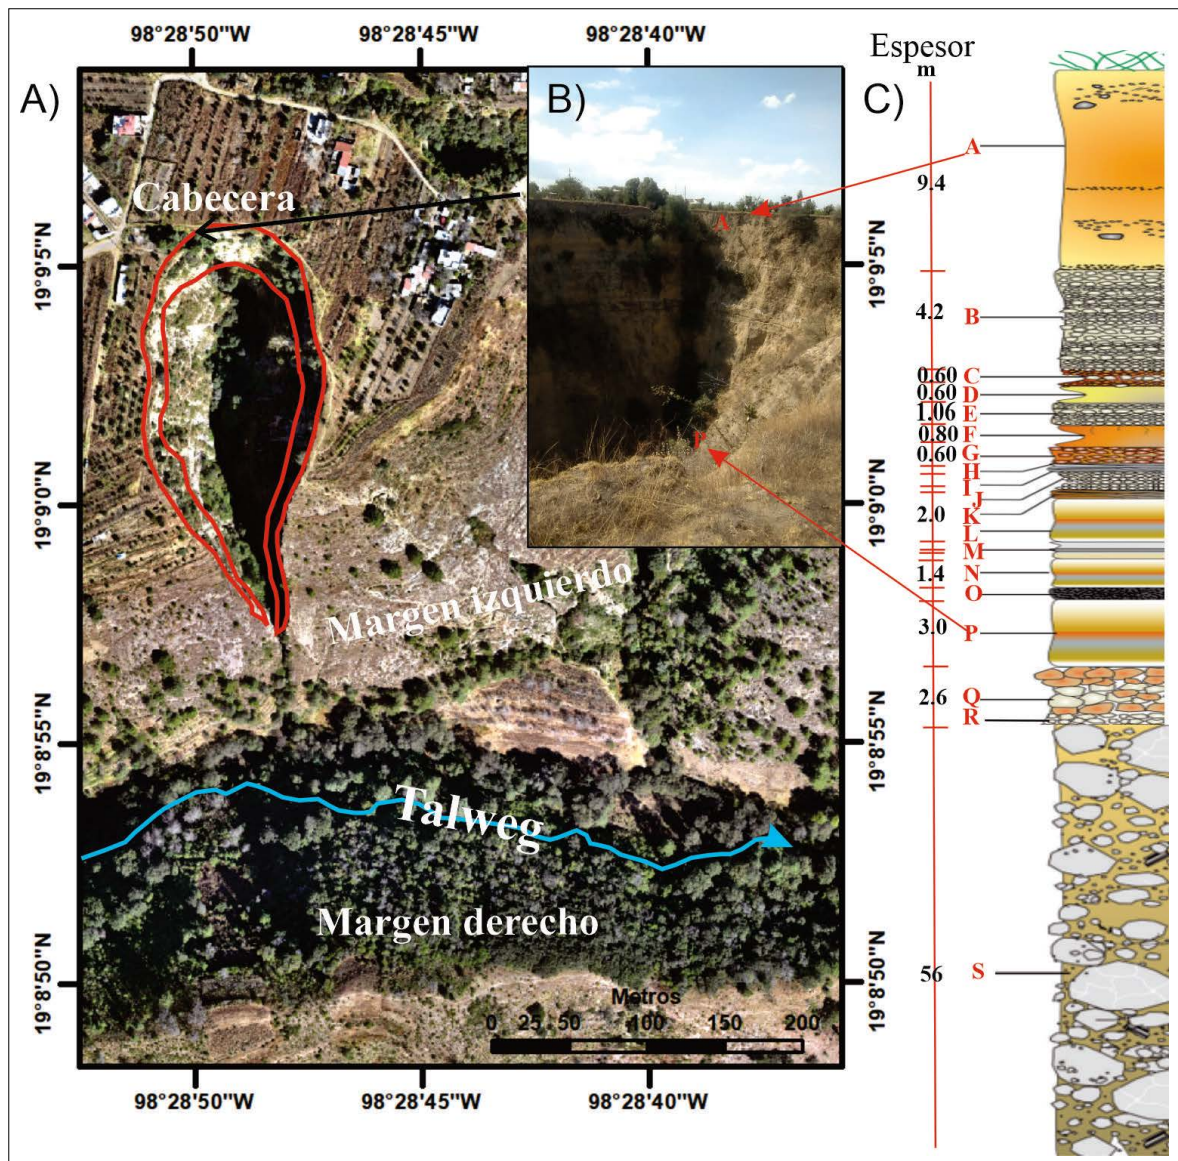 A)
98°28'50"W
98°28'45"W
98°28'40"W
19°9'5"N
19°9'0"N
19°8'55"N
19°8'50"N
Cabecera
Margen izquierdo
Talweg
Margen derecho
Metros
0 25 50 100 150 200
98°28'50"W
98°28'45"W
98°28'40"W
19°9'5"N
19°9'0"N
19°8'55"N
19°8'50"N
B)
A
P
C)
Espesor
m
A
9.4
4.2 B
0.60 C
0.60 D
1.06 E
0.80 F
0.60 G
H
I
J
2.0 K
L
M
1.4 N
O
3.0 P
2.6 Q
R
56 S